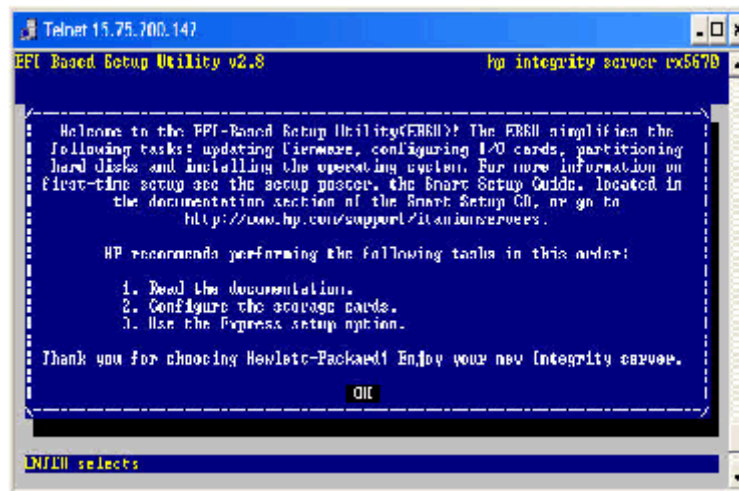 Telnet 15.75.200.147
EFI Based Setup Utility v2.8 hp integrity server rx5670
Welcome to the EFI-Based Setup Utility(EBSU)! The EBSU simplifies the
following tasks: updating firmware, configuring I/O cards, partitioning
hard disks and installing the operating system. For more information on
first-time setup see the setup poster, the Smart Setup Guide, located in
the documentation section of the Smart Setup CD, or go to
http://www.hp.com/support/itaniumservers.
HP recommends performing the following tasks in this order:
1. Read the documentation.
2. Configure the storage cards.
3. Use the Express setup option.
Thank you for choosing Hewlett-Packard! Enjoy your new Integrity server.
OK
ENTER selects